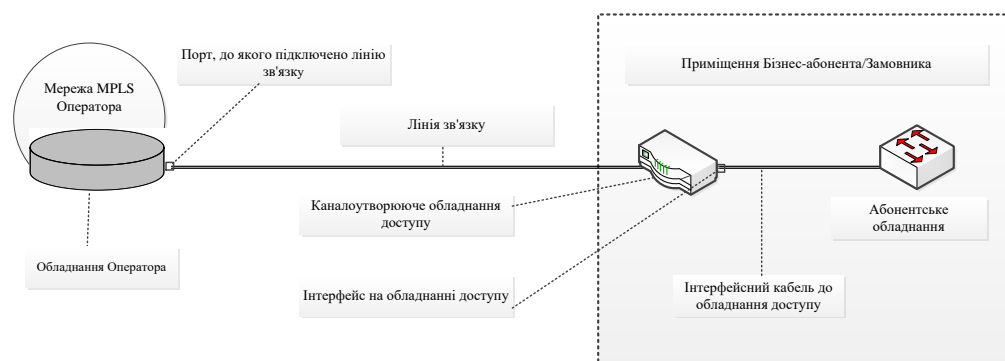 Порт, до якого підключено лінію
зв'язку
Приміщення Бізнес-абонента/Замовника
Мережа MPLS
Оператора
Лінія зв'язку
Каналоутворююче обладнання
доступу
Абонентське
обладнання
Обладнання Оператора
Інтерфейс на обладнанні доступу
Інтерфейсний кабель до
обладнання доступу